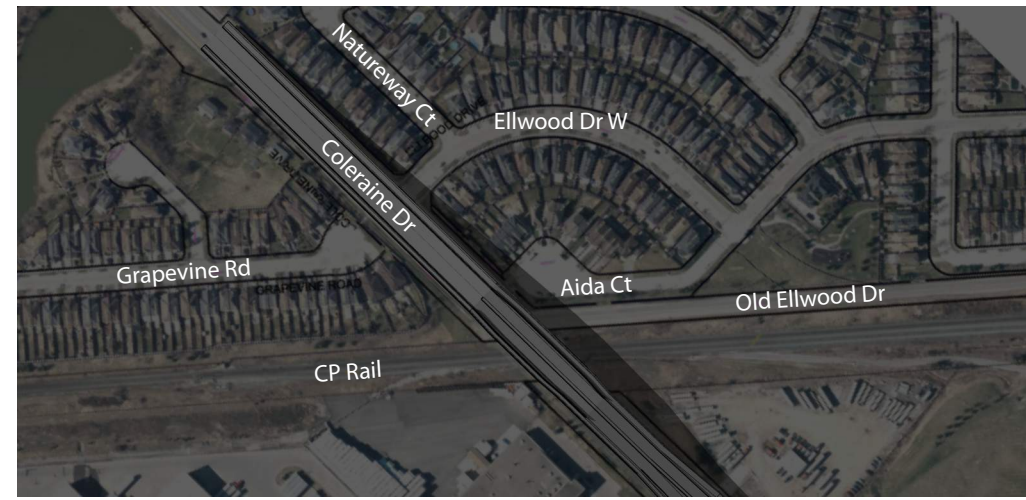 Natureway Ct
Ellwood Dr W
Coleraine Dr
Grapevine Rd
GRAPEVINE ROAD
Aida Ct
Old Ellwood Dr
CP Rail